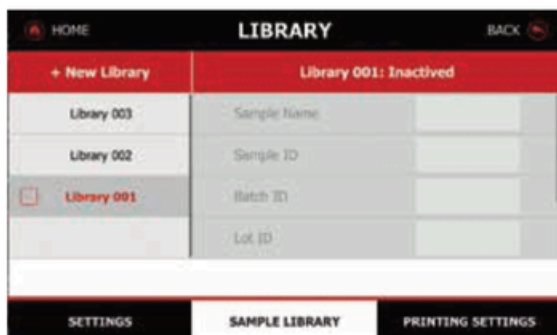 HOME
LIBRARY
BACK
+ New Library
Library 001: Inactived
Library 003
Sample Name
Library 002
Sample ID
Library 001
Batch ID
Lot ID
SETTINGS
SAMPLE LIBRARY
PRINTING SETTINGS